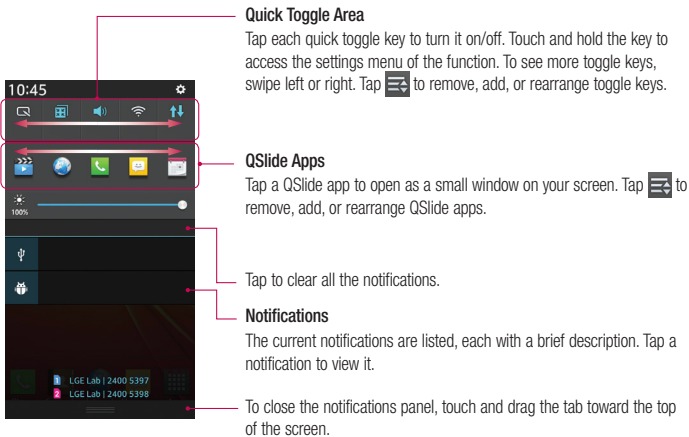 Quick Toggle Area
Tap each quick toggle key to turn it on/off. Touch and hold the key to
access the settings menu of the function. To see more toggle keys,
swipe left or right. Tap to remove, add, or rearrange toggle keys.
10:45
QSlide Apps
Tap a QSlide app to open as a small window on your screen. Tap to
remove, add, or rearrange QSlide apps.
100%
Tap to clear all the notifications.
Notifications
The current notifications are listed, each with a brief description. Tap a
notification to view it.
1 LGE Lab | 2400 5397
2 LGE Lab | 2400 5398
To close the notifications panel, touch and drag the tab toward the top
of the screen.